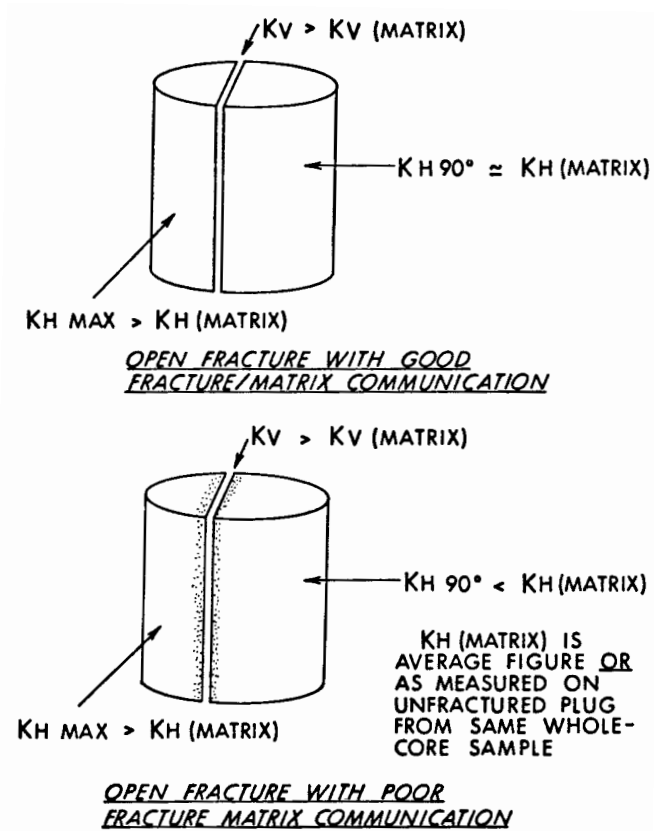 KV > KV (MATRIX)
KH 90° ≃ KH (MATRIX)
KH MAX > KH (MATRIX)
OPEN FRACTURE WITH GOOD
FRACTURE/MATRIX COMMUNICATION
KV > KV (MATRIX)
KH 90° < KH (MATRIX)
KH (MATRIX) IS
AVERAGE FIGURE OR
AS MEASURED ON
UNFRACTURED PLUG
FROM SAME WHOLE-
CORE SAMPLE
KH MAX > KH (MATRIX)
OPEN FRACTURE WITH POOR
FRACTURE MATRIX COMMUNICATION